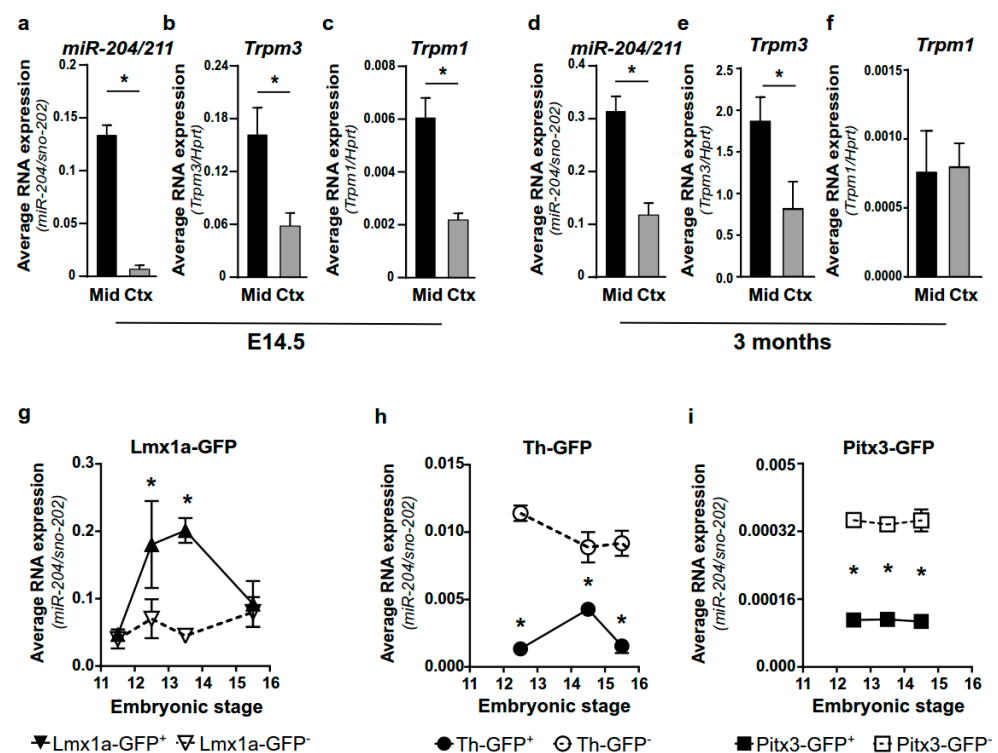 a
miR-204/211
Average RNA expression
(miR-204/sno-202)
0.2
0.15
0.1
0.05
0
*
Mid Ctx
b
Trpm3
Average RNA expression
(Trpm3/Hprt)
0.24
0.18
0.12
0.06
0
*
Mid Ctx
c
Trpm1
Average RNA expression
(Trpm1/Hprt)
0.008
0.006
0.004
0.002
0
*
Mid Ctx
E14.5
d
miR-204/211
Average RNA expression
(miR-204/sno-202)
0.4
0.3
0.2
0.1
0
*
Mid Ctx
e
Trpm3
Average RNA expression
(Trpm3/Hprt)
2.5
2.0
1.5
1.0
0.5
0.0
*
Mid Ctx
f
Trpm1
Average RNA expression
(Trpm1/Hprt)
0.0015
0.0010
0.0005
0.0000
Mid Ctx
3 months
g
Lmx1a-GFP
Average RNA expression
(miR-204/sno-202)
0.3
0.2
0.1
0.0
* *
11 12 13 14 15 16
Embryonic stage
Lmx1a-GFP+ Lmx1a-GFP-
h
Th-GFP
Average RNA expression
(miR-204/sno-202)
0.015
0.010
0.005
0.000
* * *
11 12 13 14 15 16
Embryonic stage
Th-GFP+ Th-GFP-
i
Pitx3-GFP
Average RNA expression
(miR-204/sno-202)
0.005
0.00032
0.00016
0.000
* * *
11 12 13 14 15 16
Embryonic stage
Pitx3-GFP+ Pitx3-GFP-